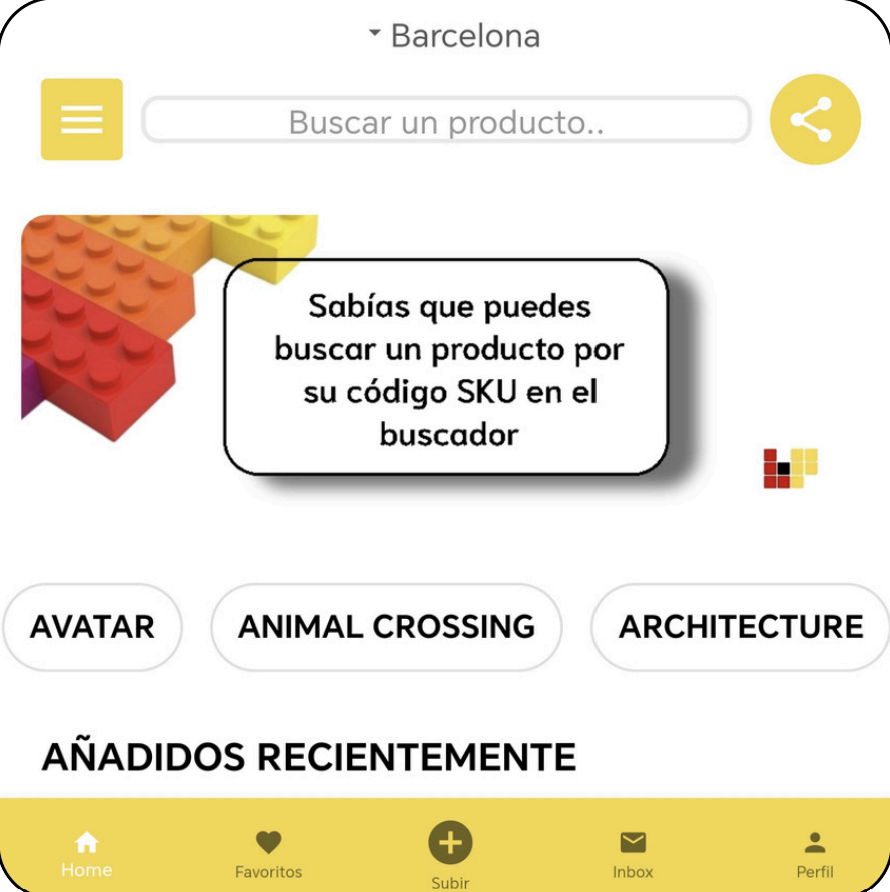 Barcelona
Buscar un producto..
Sabías que puedes
buscar un producto por
su código SKU en el
buscador
AVATAR
ANIMAL CROSSING
ARCHITECTURE
AÑADIDOS RECIENTEMENTE
Home
Favoritos
Subir
Inbox
Perfil